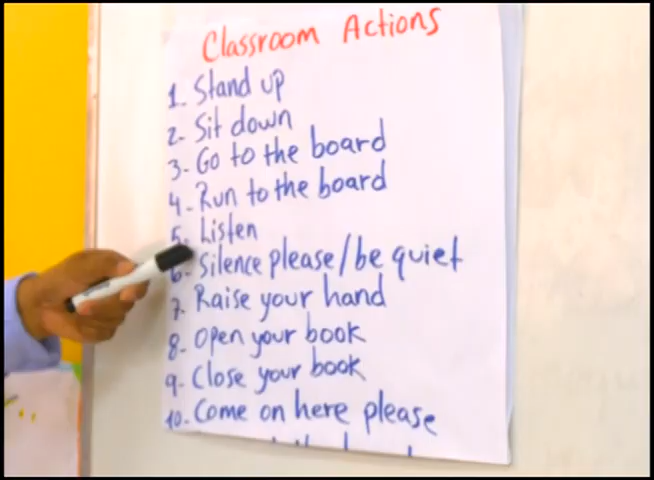 Classroom Actions
1. Stand up
2- Sit down
3- Go to the board
4- Run to the board
5- Listen
6- Silence please/be quiet
7. Raise your hand
8- Open your book
9- Close your book
10- Come on here please